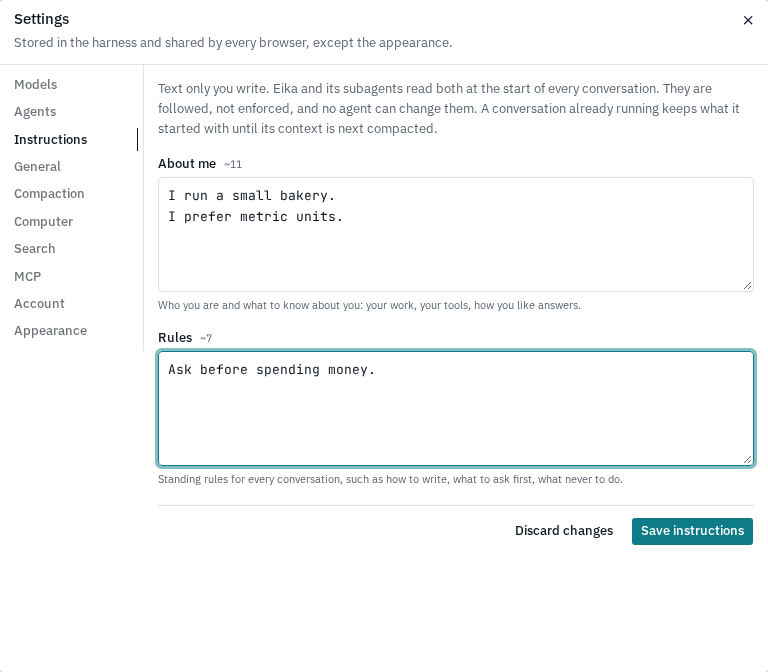 Settings
Stored in the harness and shared by every browser, except the appearance.
Models
Agents
Instructions
General
Compaction
Computer
Search
MCP
Account
Appearance
Text only you write. Eika and its subagents read both at the start of every conversation. They are
followed, not enforced, and no agent can change them. A conversation already running keeps what it
started with until its context is next compacted.
About me ~11
I run a small bakery.
I prefer metric units.
Who you are and what to know about you: your work, your tools, how you like answers.
Rules ~7
Ask before spending money.
Standing rules for every conversation, such as how to write, what to ask first, what never to do.
Discard changes
Save instructions